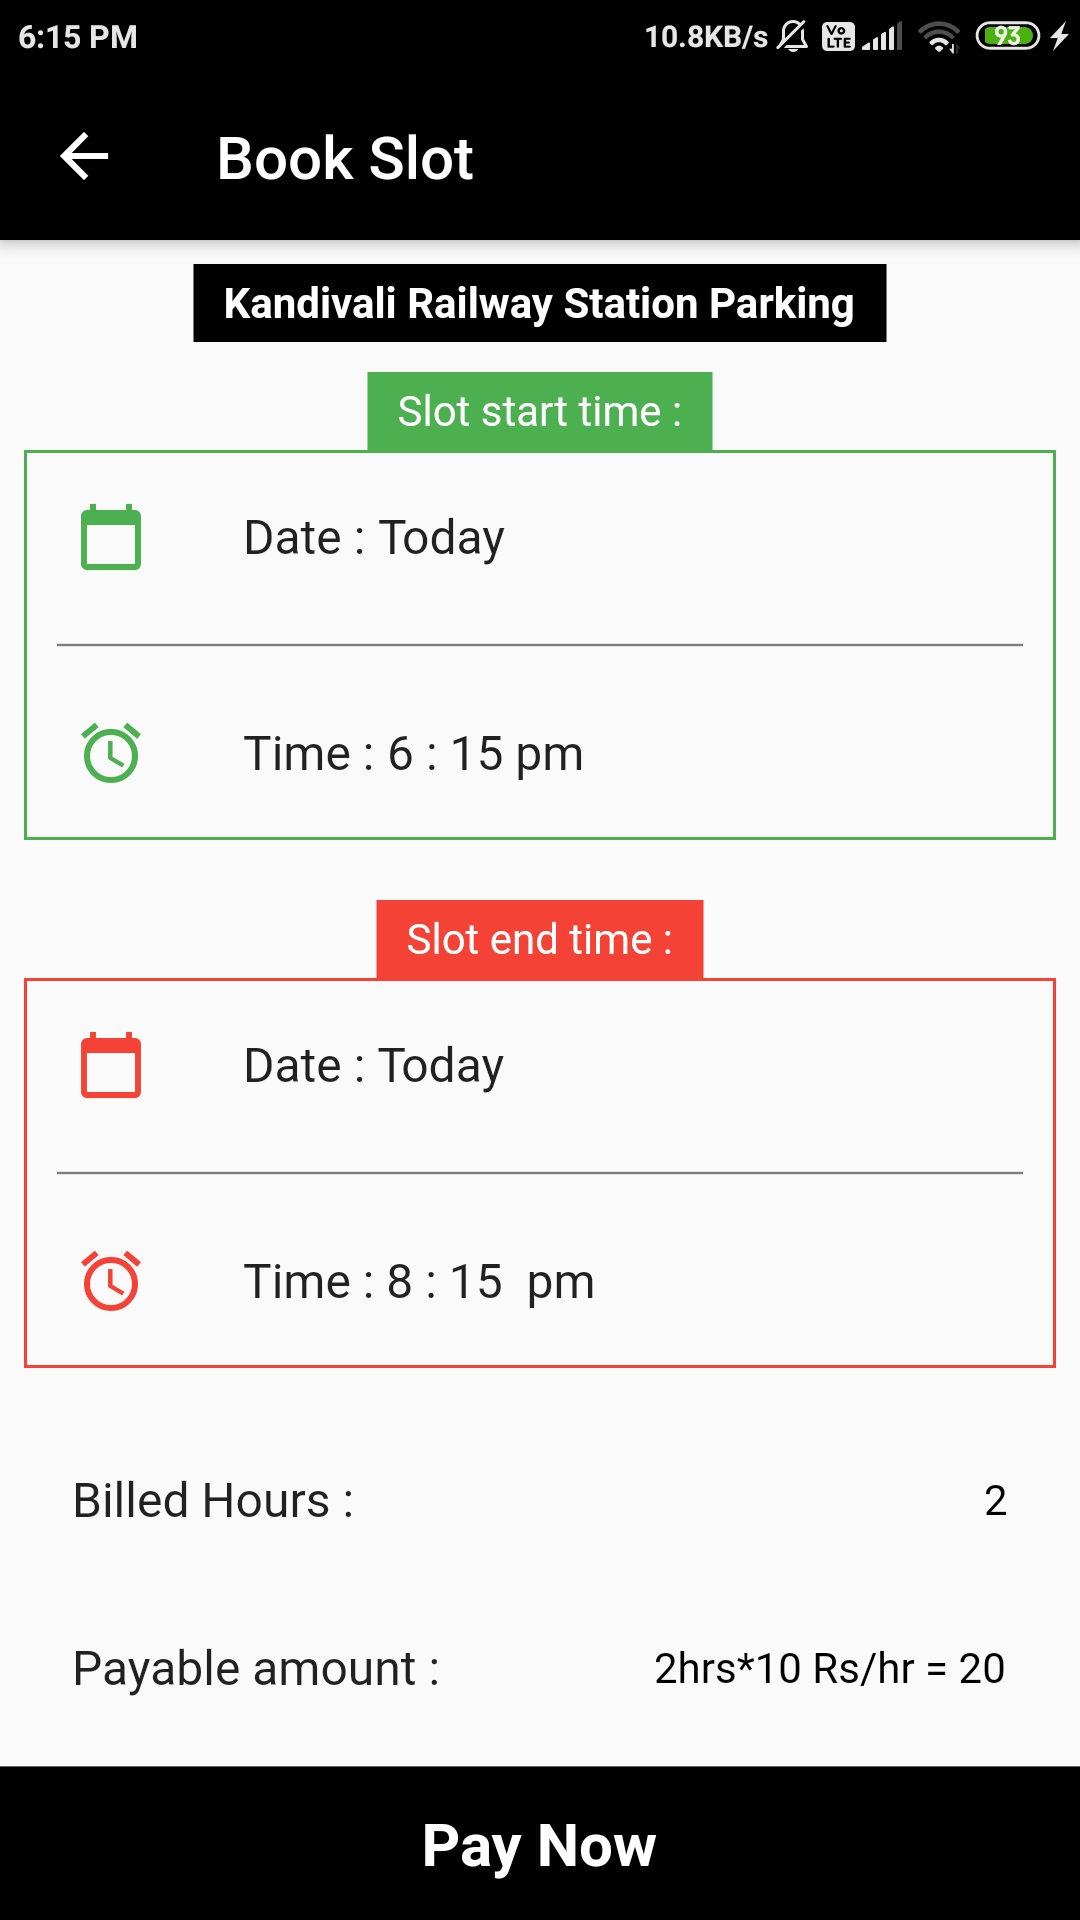 6:15 PM 10.8KB/s Vo LTE 93
Book Slot
Kandivali Railway Station Parking
Slot start time :
Date : Today
Time : 6 : 15 pm
Slot end time :
Date : Today
Time : 8 : 15  pm
Billed Hours : 2
Payable amount : 2hrs*10 Rs/hr = 20
Pay Now